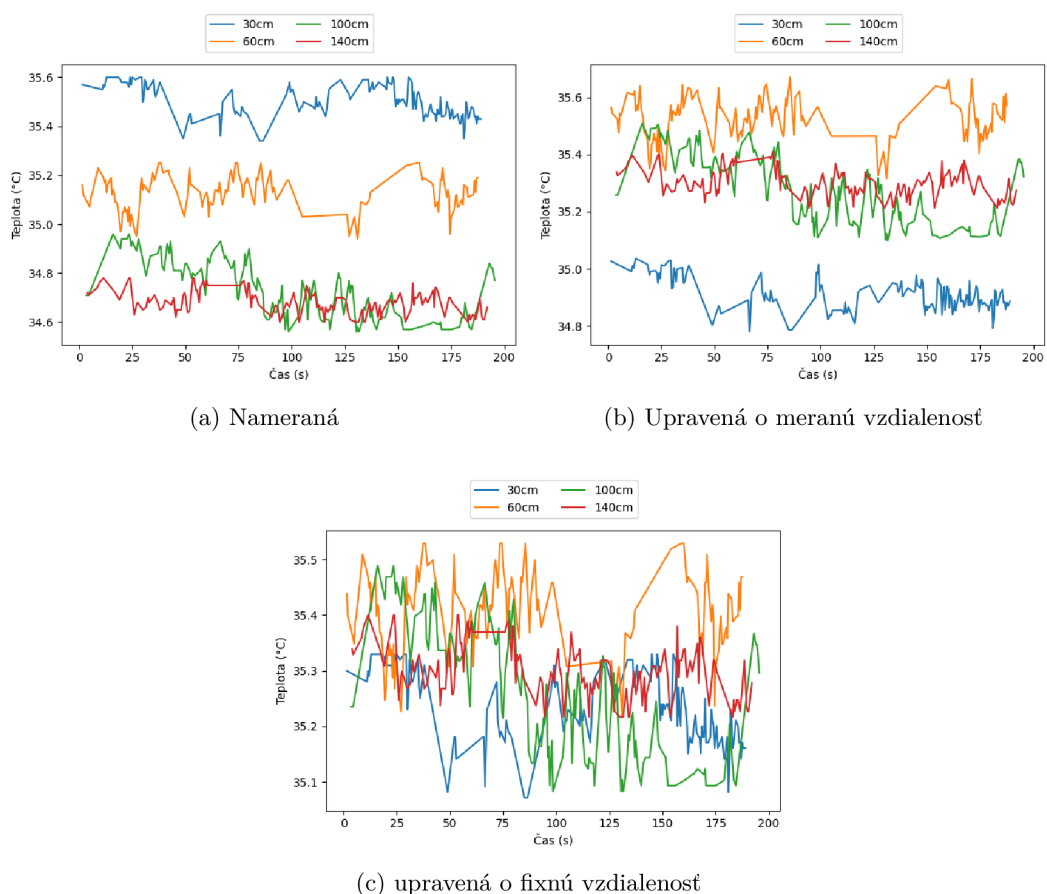 30cm 100cm
60cm 140cm
35.6
35.4
35.2
35.0
34.8
34.6
Teplota (°C)
0 25 50 75 100 125 150 175 200
Čas (s)
(a) Nameraná
30cm 100cm
60cm 140cm
35.6
35.4
35.2
35.0
34.8
Teplota (°C)
0 25 50 75 100 125 150 175 200
Čas (s)
(b) Upravená o meranú vzdialenosť
30cm 100cm
60cm 140cm
35.5
35.4
35.3
35.2
35.1
Teplota (°C)
0 25 50 75 100 125 150 175 200
Čas (s)
(c) upravená o fixnú vzdialenosť